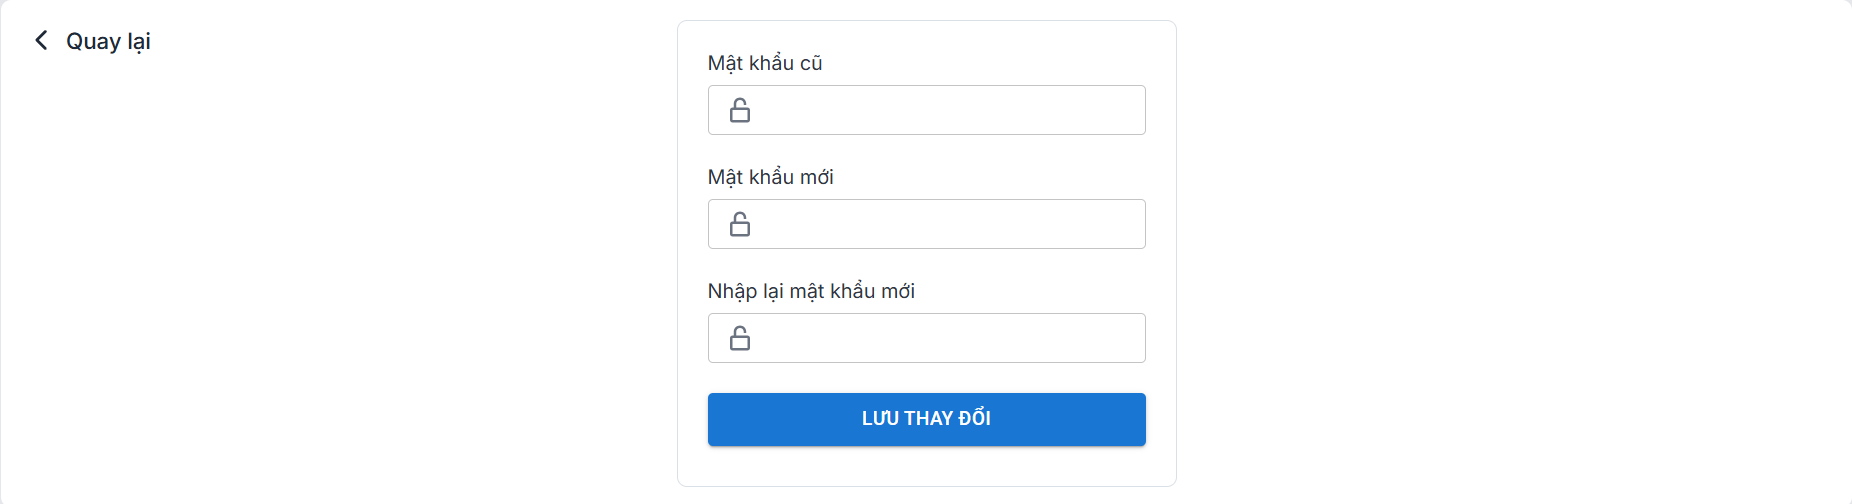 Quay lại
Mật khẩu cũ
Mật khẩu mới
Nhập lại mật khẩu mới
LƯU THAY ĐỔI